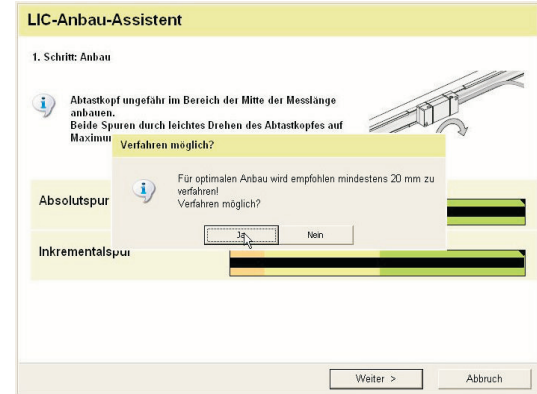 LIC-Anbau-Assistent
1. Schritt: Anbau
Abtastkopf ungefähr im Bereich der Mitte der Messlänge
anbauen.
Beide Spuren durch leichtes Drehen des Abtastkopfes auf
Verfahren möglich?
Für optimalen Anbau wird empfohlen mindestens 20 mm zu
verfahren!
Verfahren möglich?
Ja
Nein
Absolutspur
Inkrementalspur
Weiter >
Abbruch